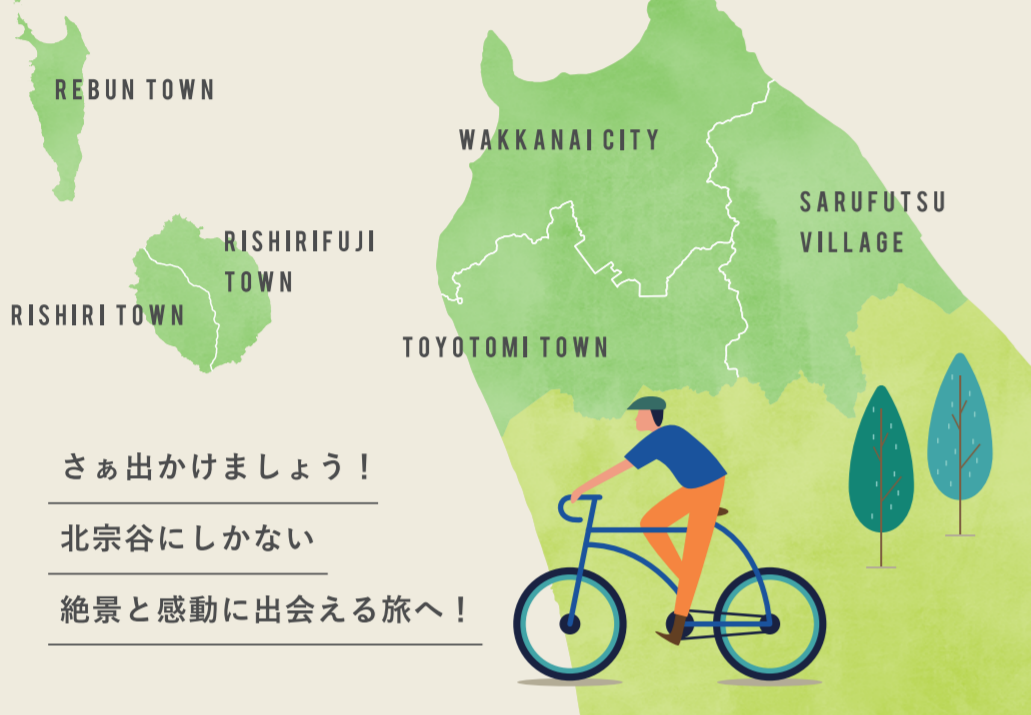 REBUN TOWN
WAKKANAI CITY
SARUFUTSU
VILLAGE
RISHIRIFUJI
TOWN
RISHIRI TOWN
TOYOTOMI TOWN
さぁ出かけましょう！
北宗谷にしかない
絶景と感動に出会える旅へ！